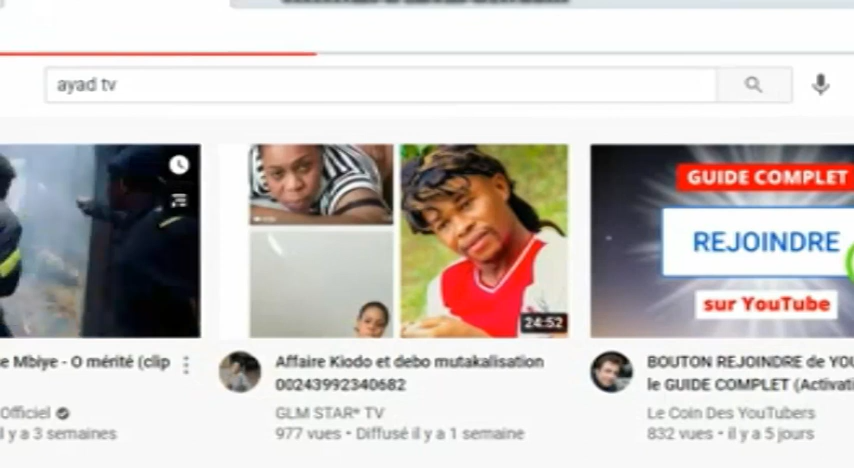 ayad tv
GUIDE COMPLET
REJOINDRE
sur YouTube
24:52
e Mbiye - O mérité (clip
Officiel
l y a 3 semaines
Affaire Kiodo et debo mutakalisation
00243992340682
GLM STAR* TV
977 vues • Diffusé il y a 1 semaine
BOUTON REJOINDRE de YOU
le GUIDE COMPLET (Activati
Le Coin Des YouTubers
832 vues • il y a 5 jours